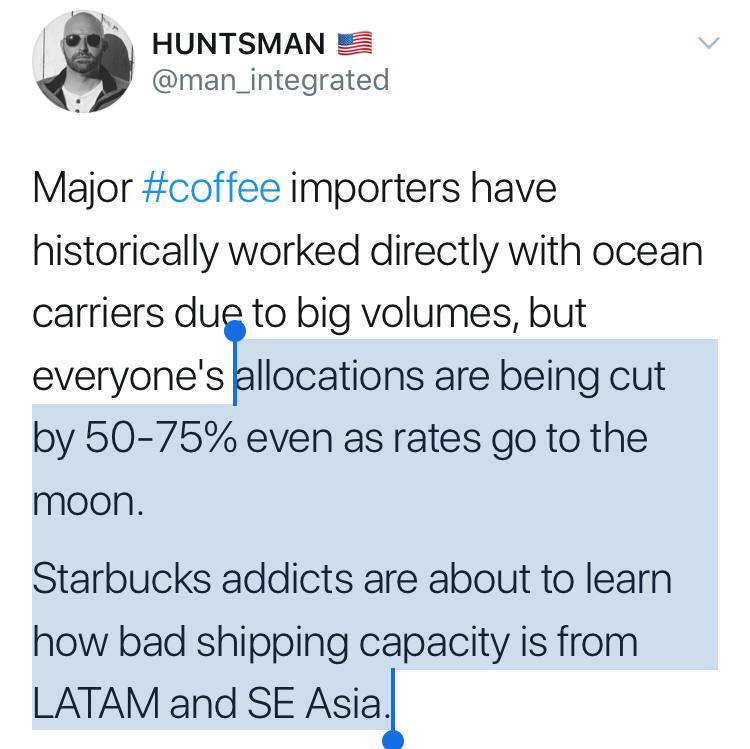 HUNTSMAN 🇺🇸
@man_integrated
Major #coffee importers have
historically worked directly with ocean
carriers due to big volumes, but
everyone's allocations are being cut
by 50-75% even as rates go to the
moon.
Starbucks addicts are about to learn
how bad shipping capacity is from
LATAM and SE Asia.